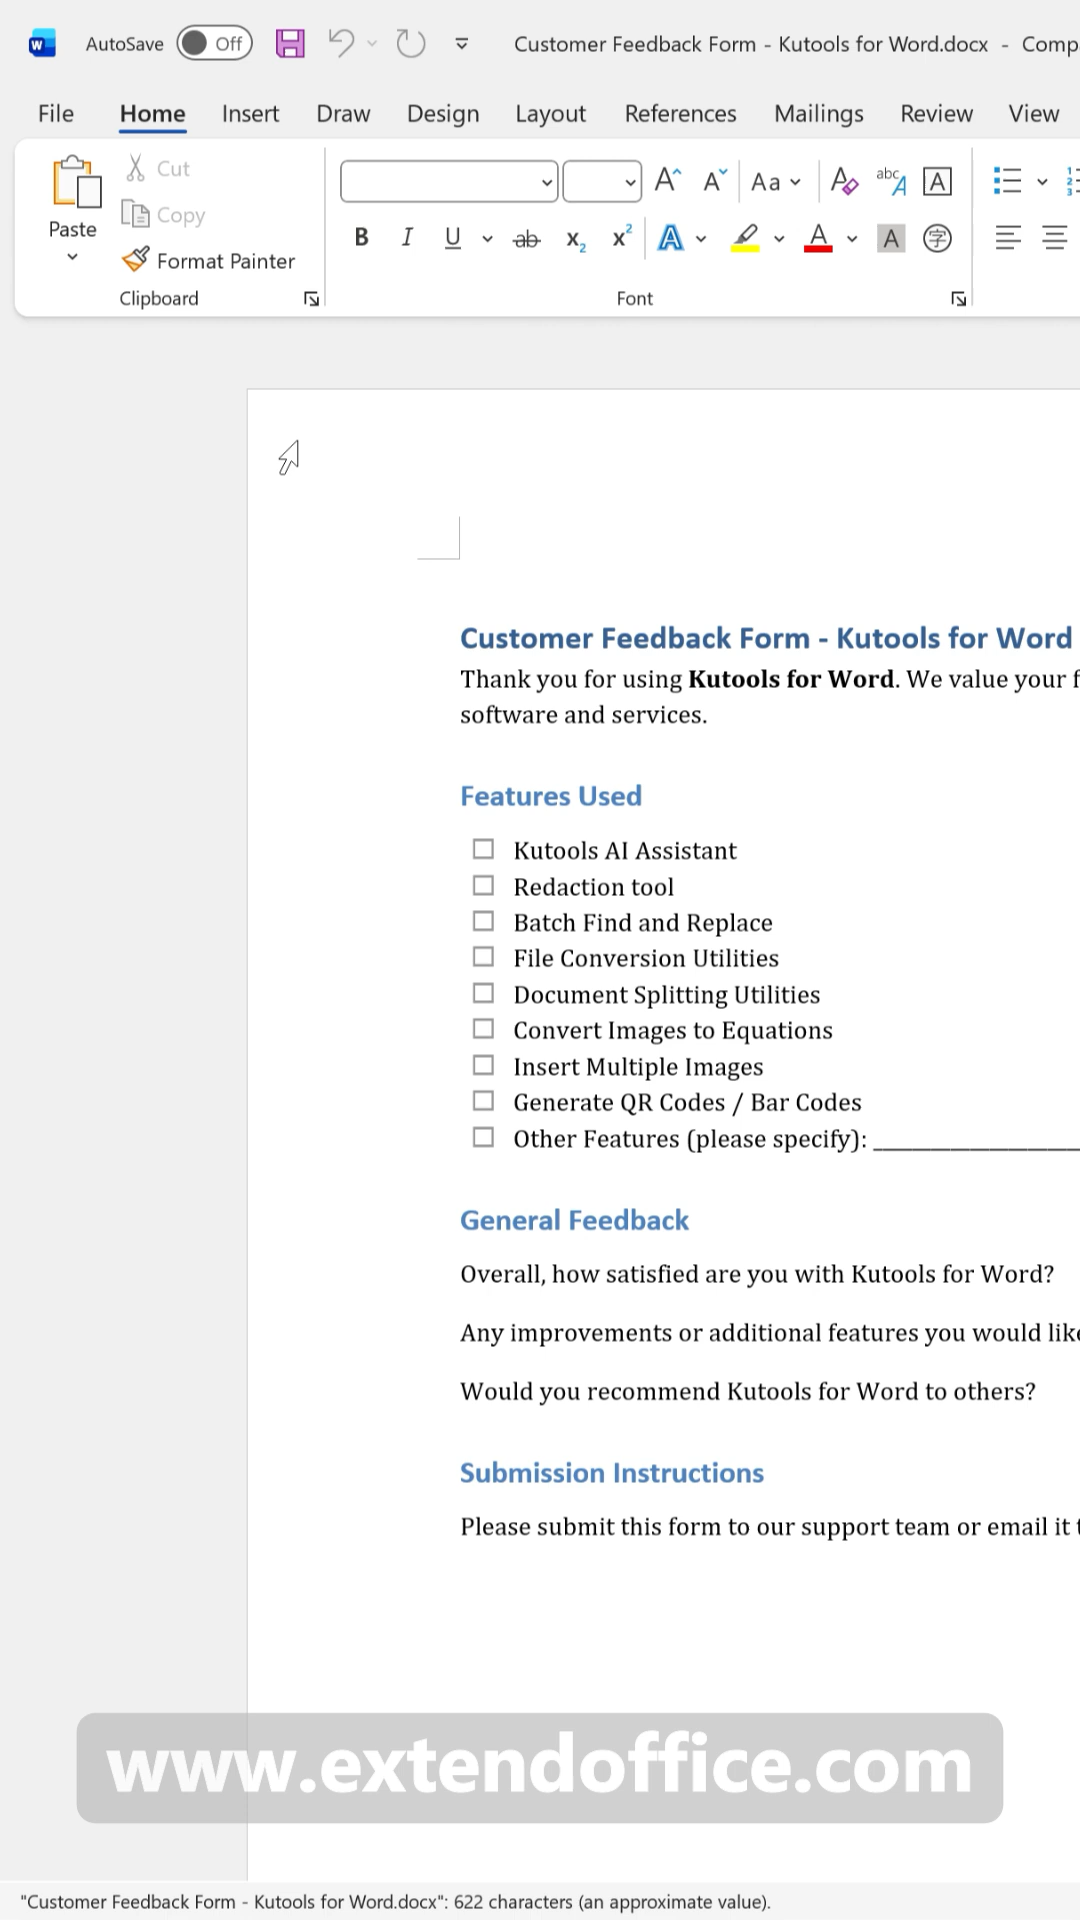 AutoSave Off Customer Feedback Form - Kutools for Word.docx - Comp
File Home Insert Draw Design Layout References Mailings Review View
Paste
Cut
Copy
Format Painter
Clipboard
Aa
B I U ab x₂ x²
A A A 字
Font
Customer Feedback Form - Kutools for Word
Thank you for using Kutools for Word. We value your f
software and services.
Features Used
Kutools AI Assistant
Redaction tool
Batch Find and Replace
File Conversion Utilities
Document Splitting Utilities
Convert Images to Equations
Insert Multiple Images
Generate QR Codes / Bar Codes
Other Features (please specify): ________________
General Feedback
Overall, how satisfied are you with Kutools for Word?
Any improvements or additional features you would like
Would you recommend Kutools for Word to others?
Submission Instructions
Please submit this form to our support team or email it t
www.extendoffice.com
"Customer Feedback Form - Kutools for Word.docx": 622 characters (an approximate value).